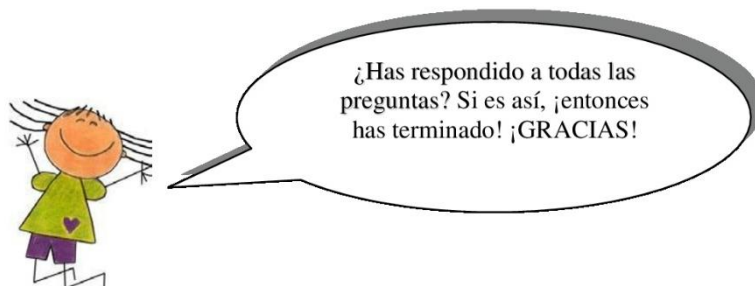 ¿Has respondido a todas las
preguntas? Si es así, ¡entonces
has terminado! ¡GRACIAS!